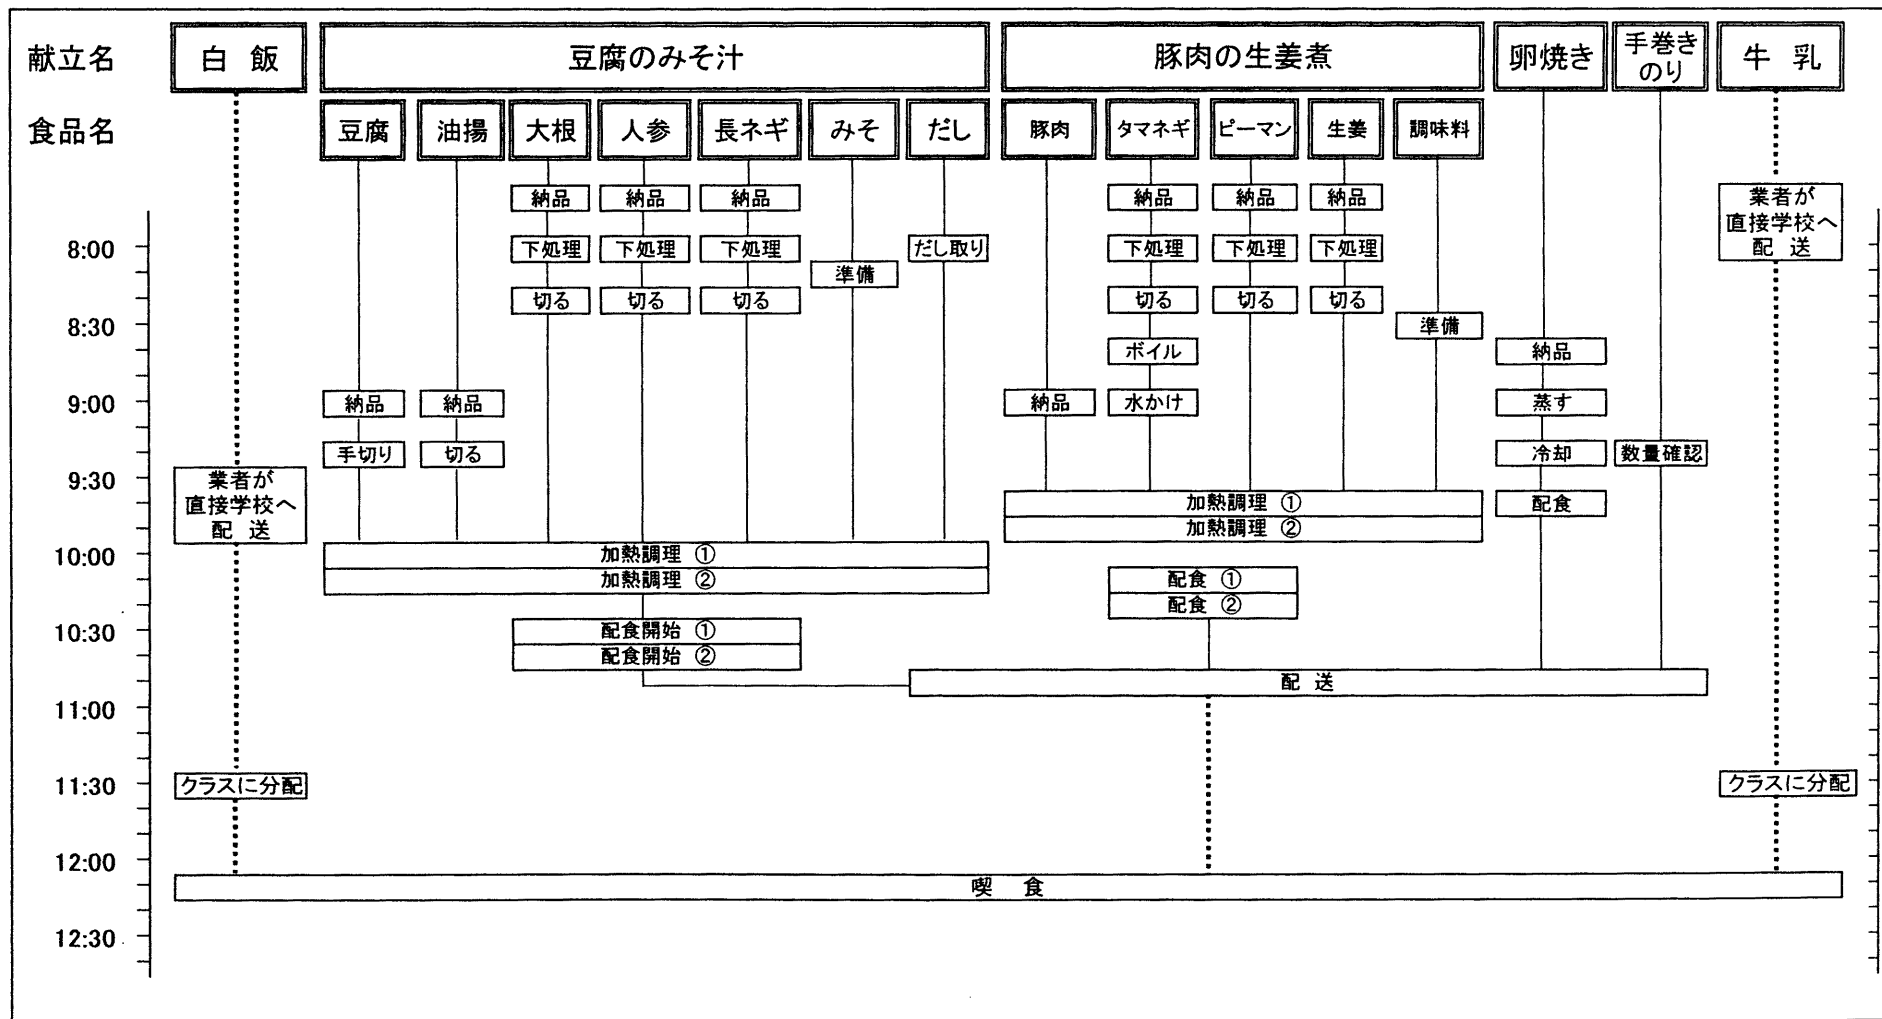 献立名
白 飯
豆腐のみそ汁
豚肉の生姜煮
卵焼き
手巻き
のり
牛 乳
食品名
豆腐
油揚
大根
人参
長ネギ
みそ
だし
豚肉
タマネギ
ピーマン
生姜
調味料
納品
納品
納品
納品
納品
納品
業者が
直接学校へ
配 送
8:00
下処理
下処理
下処理
だし取り
下処理
下処理
下処理
準備
切る
切る
切る
切る
切る
切る
8:30
準備
ボイル
納品
9:00
納品
納品
納品
水かけ
蒸す
手切り
切る
冷却
数量確認
9:30
業者が
直接学校へ
配 送
加熱調理 ①
加熱調理 ②
配食
10:00
加熱調理 ①
加熱調理 ②
配食 ①
配食 ②
10:30
配食開始 ①
配食開始 ②
配 送
11:00
11:30
クラスに分配
クラスに分配
12:00
喫 食
12:30